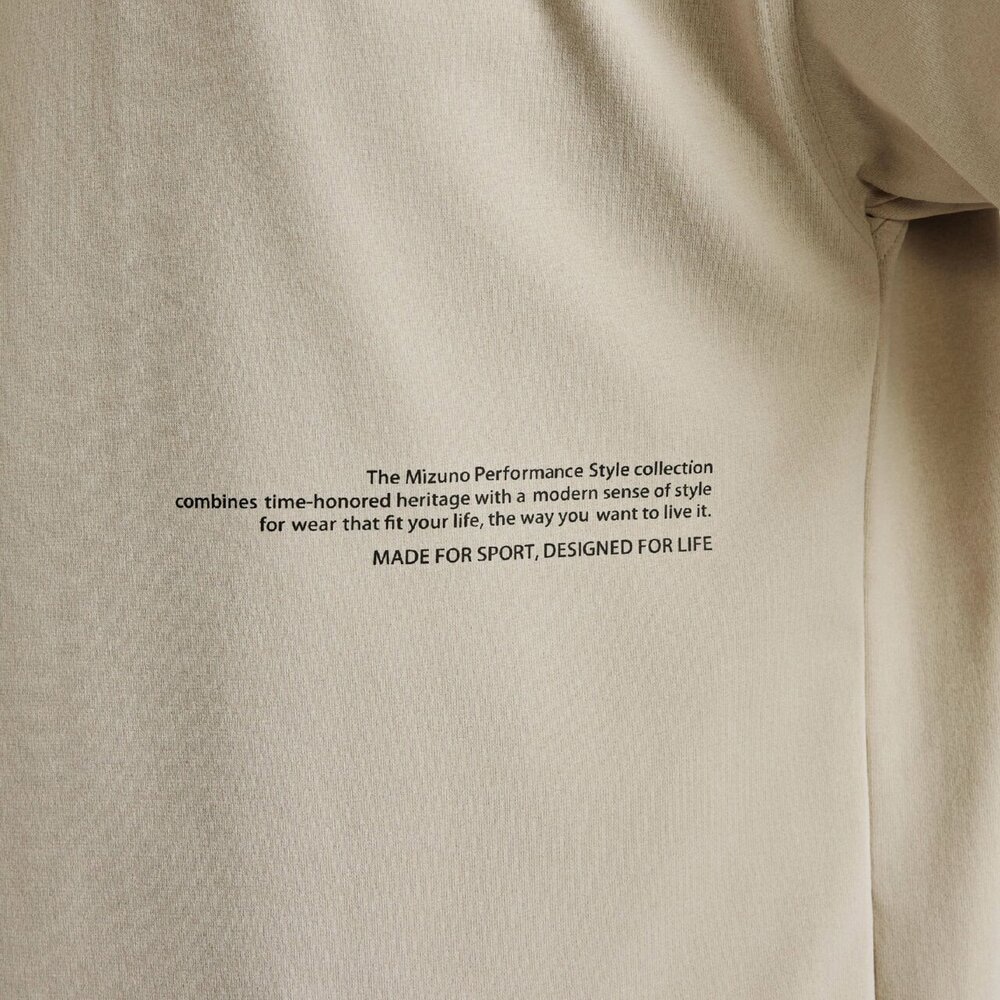 The Mizuno Performance Style collection
combines time-honored heritage with a modern sense of style
for wear that fit your life, the way you want to live it.
MADE FOR SPORT, DESIGNED FOR LIFE